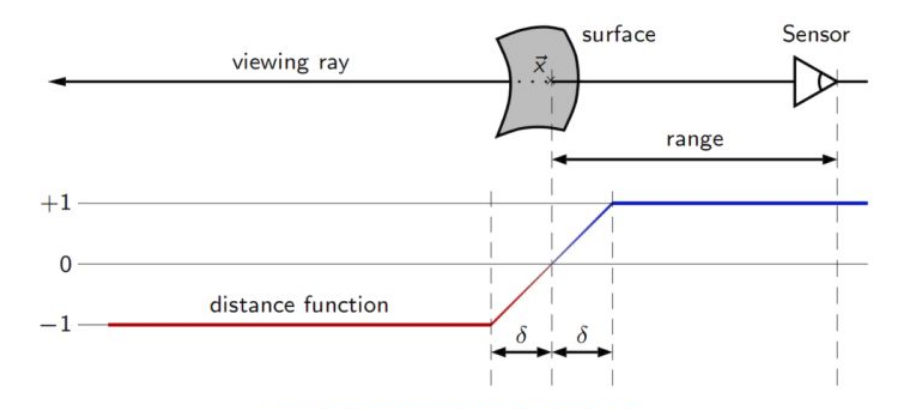 surface
Sensor
viewing ray
x⃗
range
+1
0
distance function
−1
δ
δ